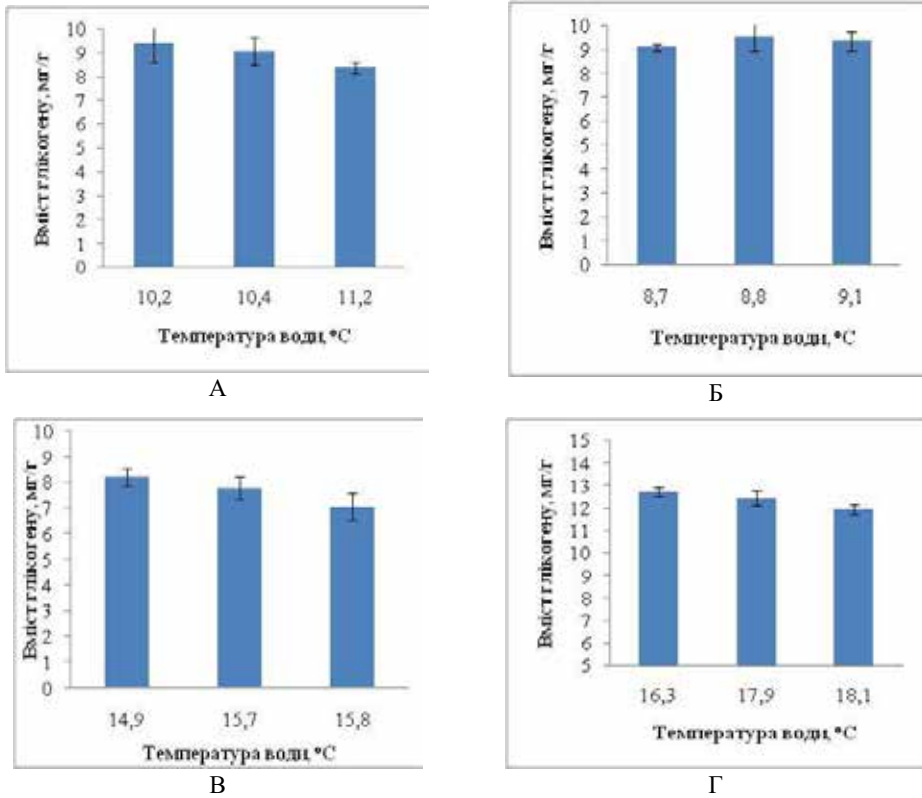 Вміст глікогену, мг/г
10
9
8
7
6
5
4
3
2
1
0
10,2 10,4 11,2
Температура води, °С
А
Вміст глікогену, мг/г
10
9
8
7
6
5
4
3
2
1
0
8,7 8,8 9,1
Темпеература води, °С
Б
Вміст глікогену, мг/г
10
9
8
7
6
5
4
3
2
1
0
14,9 15,7 15,8
Температура води, °С
В
Вміст глікогену, мг/г
15
14
13
12
11
10
9
8
7
6
5
16,3 17,9 18,1
Температура води, °С
Г